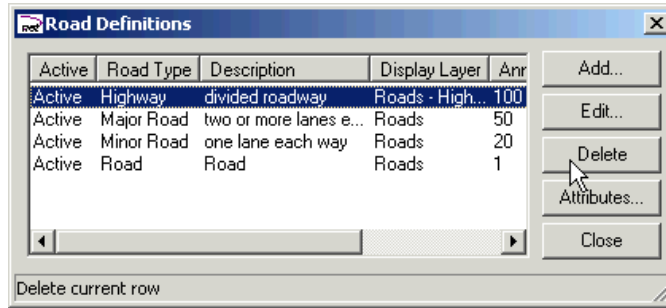 Road Definitions
Active Road Type Description Display Layer Anr
Active Highway divided roadway Roads - High... 100
Active Major Road two or more lanes e... Roads 50
Active Minor Road one lane each way Roads 20
Active Road Road Roads 1
Add...
Edit...
Delete
Attributes...
Close
Delete current row